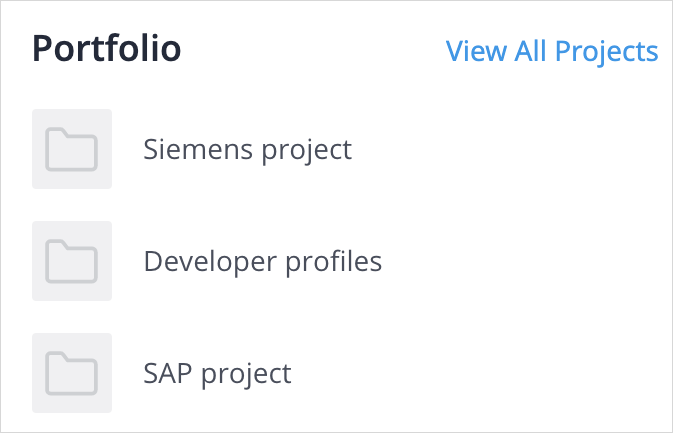 Portfolio
View All Projects
Siemens project
Developer profiles
SAP project